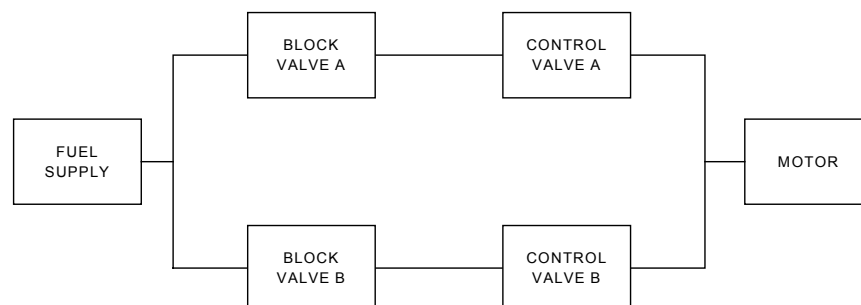 BLOCK
VALVE A
CONTROL
VALVE A
FUEL
SUPPLY
MOTOR
BLOCK
VALVE B
CONTROL
VALVE B